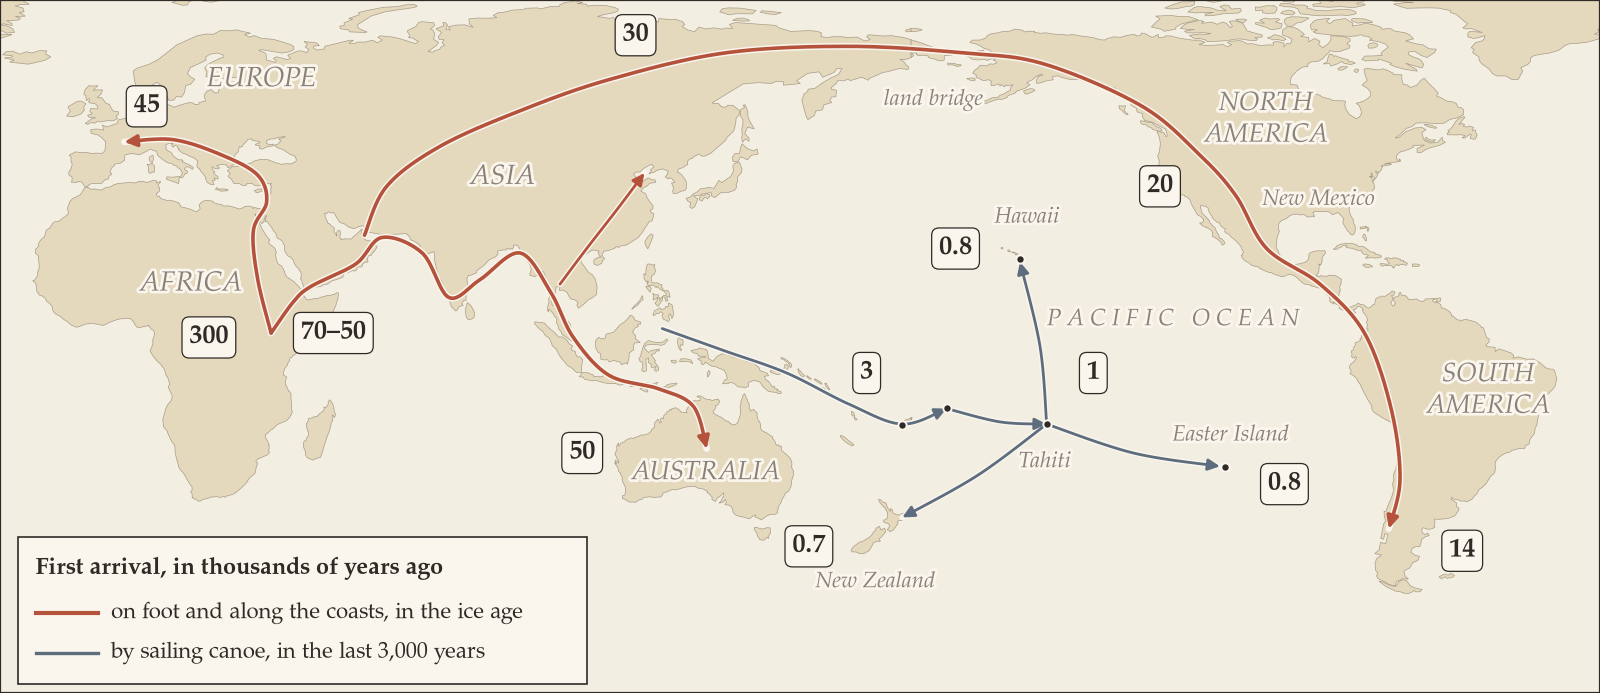 30
EUROPE
45
land bridge
NORTH
AMERICA
ASIA
20
New Mexico
Hawaii
0.8
AFRICA
300
70–50
PACIFIC OCEAN
3
1
SOUTH
AMERICA
Easter Island
50
AUSTRALIA
Tahiti
0.8
0.7
New Zealand
14
First arrival, in thousands of years ago
on foot and along the coasts, in the ice age
by sailing canoe, in the last 3,000 years